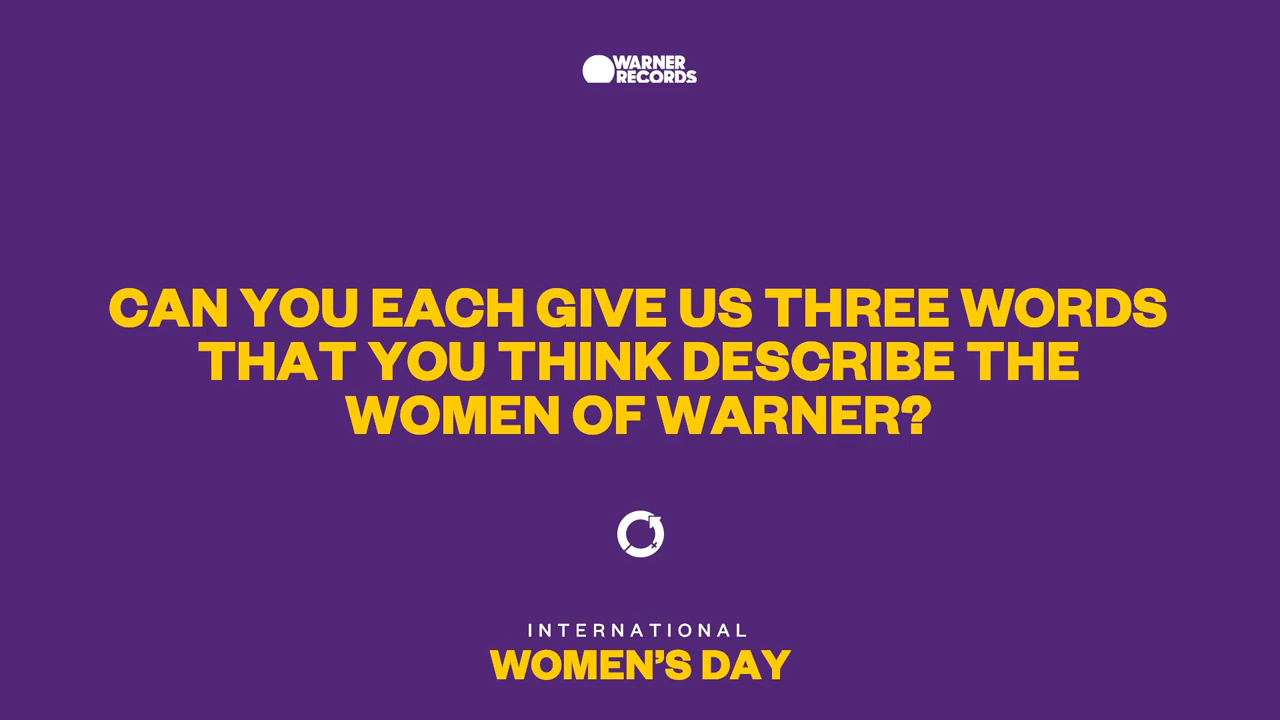 WARNER
RECORDS
CAN YOU EACH GIVE US THREE WORDS
THAT YOU THINK DESCRIBE THE
WOMEN OF WARNER?
INTERNATIONAL
WOMEN'S DAY